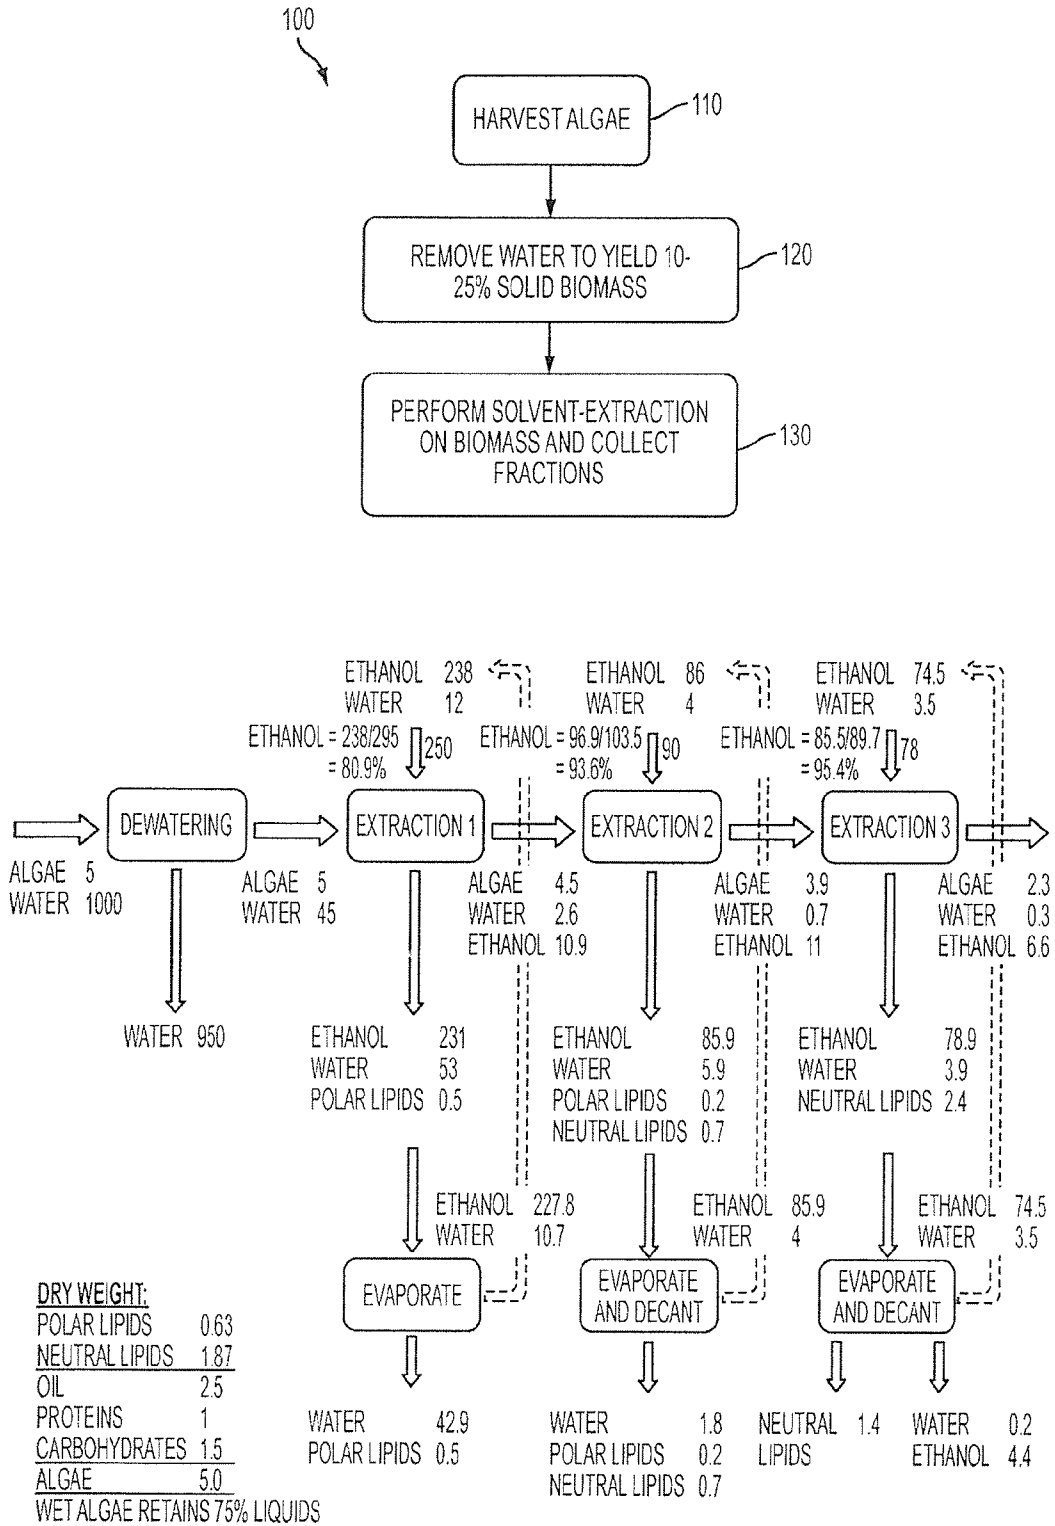 100
HARVEST ALGAE
110
REMOVE WATER TO YIELD 10-
25% SOLID BIOMASS
120
PERFORM SOLVENT-EXTRACTION
ON BIOMASS AND COLLECT
FRACTIONS
130
ETHANOL 238
WATER 12
ETHANOL = 238/295
= 80.9%
250
ETHANOL 86
WATER 4
ETHANOL = 96.9/103.5
= 93.6%
90
ETHANOL 74.5
WATER 3.5
ETHANOL = 85.5/89.7
= 95.4%
78
DEWATERING
EXTRACTION 1
EXTRACTION 2
EXTRACTION 3
ALGAE 5
WATER 1000
ALGAE 5
WATER 45
ALGAE 4.5
WATER 2.6
ETHANOL 10.9
ALGAE 3.9
WATER 0.7
ETHANOL 11
ALGAE 2.3
WATER 0.3
ETHANOL 6.6
WATER 950
ETHANOL 231
WATER 53
POLAR LIPIDS 0.5
ETHANOL 85.9
WATER 5.9
POLAR LIPIDS 0.2
NEUTRAL LIPIDS 0.7
ETHANOL 78.9
WATER 3.9
NEUTRAL LIPIDS 2.4
ETHANOL 227.8
WATER 10.7
ETHANOL 85.9
WATER 4
ETHANOL 74.5
WATER 3.5
EVAPORATE
EVAPORATE
AND DECANT
EVAPORATE
AND DECANT
DRY WEIGHT:
POLAR LIPIDS 0.63
NEUTRAL LIPIDS 1.87
OIL 2.5
PROTEINS 1
CARBOHYDRATES 1.5
ALGAE 5.0
WET ALGAE RETAINS 75% LIQUIDS
WATER 42.9
POLAR LIPIDS 0.5
WATER 1.8
POLAR LIPIDS 0.2
NEUTRAL LIPIDS 0.7
NEUTRAL 1.4
LIPIDS
WATER 0.2
ETHANOL 4.4